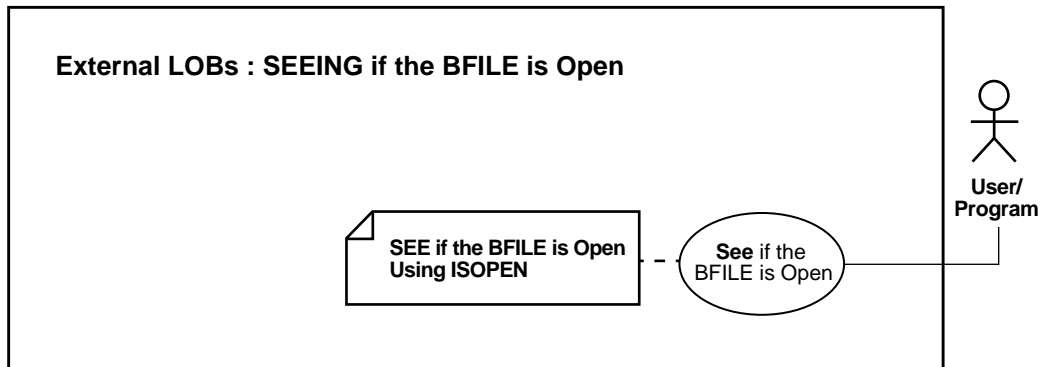 External LOBs : SEEING if the BFILE is Open
User/
Program
SEE if the BFILE is Open
Using ISOPEN
See if the
BFILE is Open